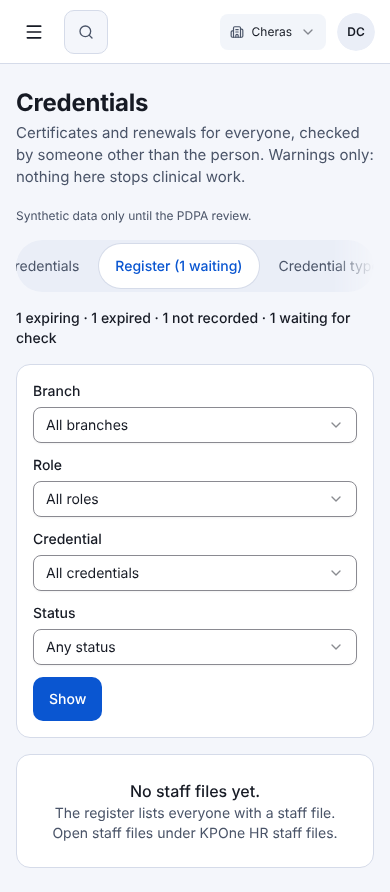 Cheras
DC
Credentials
Certificates and renewals for everyone, checked
by someone other than the person. Warnings only:
nothing here stops clinical work.
Synthetic data only until the PDPA review.
redentials
Register (1 waiting)
Credential typ
1 expiring · 1 expired · 1 not recorded · 1 waiting for
check
Branch
All branches
Role
All roles
Credential
All credentials
Status
Any status
Show
No staff files yet.
The register lists everyone with a staff file.
Open staff files under KPOne HR staff files.